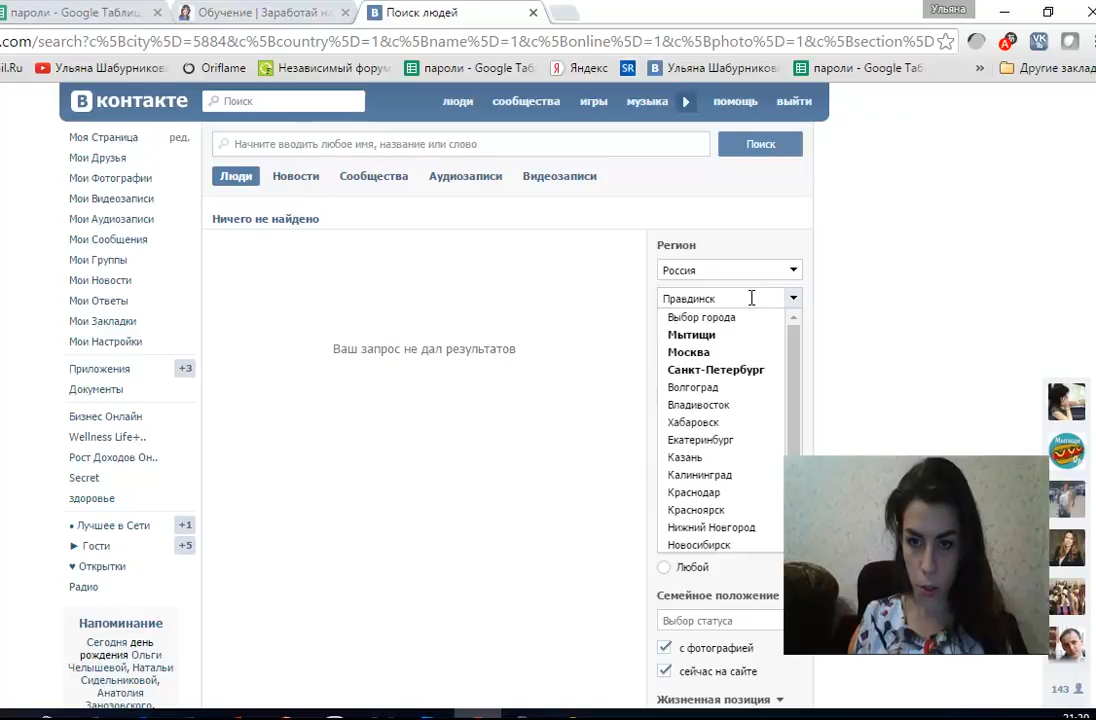 пароли - Google Таблиц
Обучение | Заработай на
Поиск людей
Ульяна
.com/search?c%5Bcity%5D=5884&c%5Bcountry%5D=1&c%5Bname%5D=1&c%5Bonline%5D=1&c%5Bphoto%5D=1&c%5Bsection%5D
il.Ru
Ульяна Шабурников
Oriflame
Независимый форум
пароли - Google Таб
Яндекс
SR
Ульяна Шабурнов
пароли - Google Таб
»
Другие заклад
В контакте
Поиск
люди
сообщества
игры
музыка
помощь
выйти
Моя Страница
ред.
Мои Друзья
Мои Фотографии
Мои Видеозаписи
Мои Аудиозаписи
Мои Сообщения
Мои Группы
Мои Новости
Мои Ответы
Мои Закладки
Мои Настройки
Приложения
+3
Документы
Бизнес Онлайн
Wellness Life+..
Рост Доходов Он..
Secret
здоровье
• Лучшее в Сети
+1
► Гости
+5
♥ Открытки
Радио
Напоминание
Сегодня день
рождения Ольги
Челышевой, Натальи
Сидельниковой,
Анатолия
Занозовского,
Начните вводить любое имя, название или слово
Поиск
Люди
Новости
Сообщества
Аудиозаписи
Видеозаписи
Ничего не найдено
Ваш запрос не дал результатов
Регион
Россия
Правдинск
Выбор города
Мытищи
Москва
Санкт-Петербург
Волгоград
Владивосток
Хабаровск
Екатеринбург
Казань
Калининград
Краснодар
Красноярск
Нижний Новгород
Новосибирск
Любой
Семейное положение
Выбор статуса
с фотографией
сейчас на сайте
Жизненная позиция
Мытищи
143